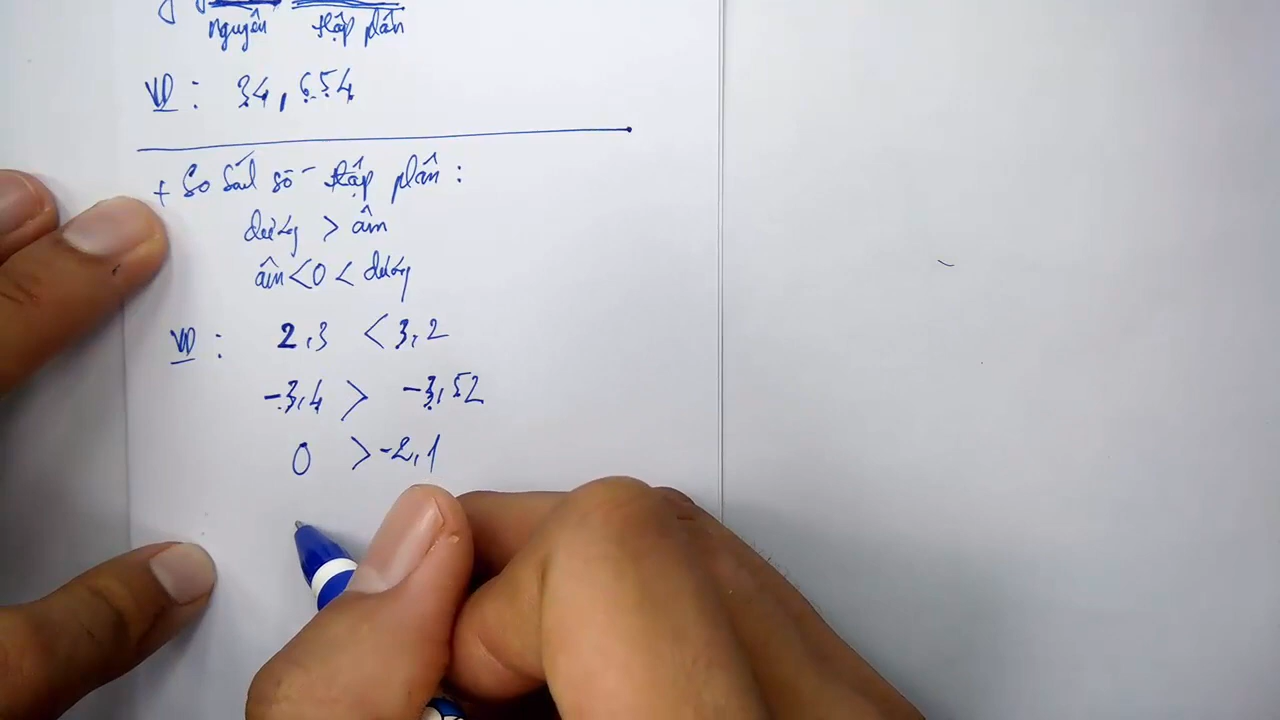 nguyên thập phân
VD : 34,654
+ So sánh số thập phân :
dương > âm
âm < 0 < dương
VD : 2,3 < 3,2
-3,4 > -3,52
0 > -2,1